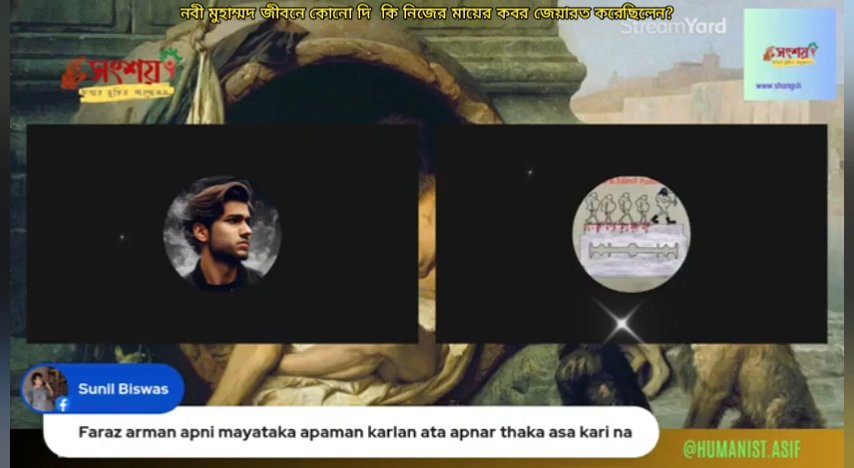 নবী মুহাম্মদ জীবনে কোনো দি কি নিজের মায়ের কবর জেয়ারত করেছিলেন?
StreamYard
সংশয়
সংশয়
Sunil Biswas
Faraz arman apni mayataka apaman karlan ata apnar thaka asa kari na
@HUMANIST.ASIF